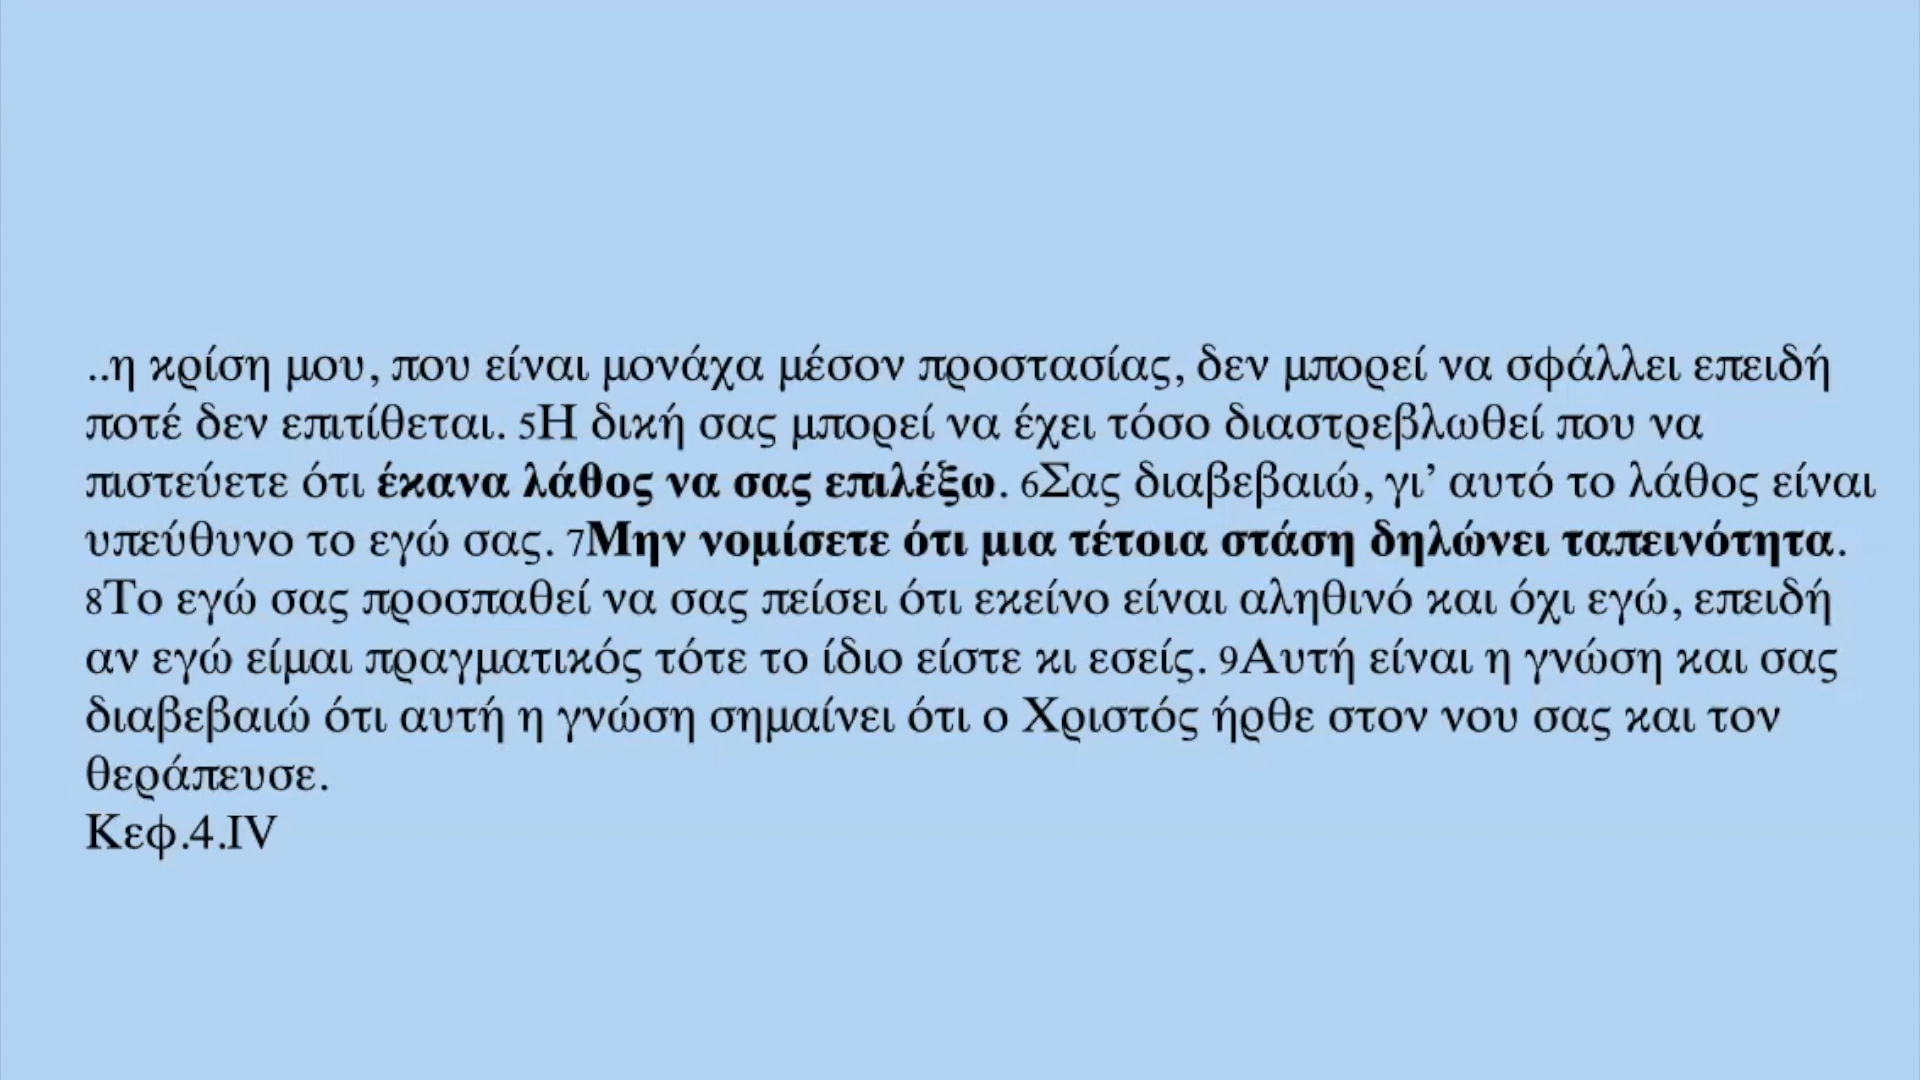 ..η κρίση μου, που είναι μονάχα μέσον προστασίας, δεν μπορεί να σφάλλει επειδή
ποτέ δεν επιτίθεται. 5Η δική σας μπορεί να έχει τόσο διαστρεβλωθεί που να
πιστεύετε ότι έκανα λάθος να σας επιλέξω. 6Σας διαβεβαιώ, γι’ αυτό το λάθος είναι
υπεύθυνο το εγώ σας. 7Μην νομίσετε ότι μια τέτοια στάση δηλώνει ταπεινότητα.
8Το εγώ σας προσπαθεί να σας πείσει ότι εκείνο είναι αληθινό και όχι εγώ, επειδή
αν εγώ είμαι πραγματικός τότε το ίδιο είστε κι εσείς. 9Αυτή είναι η γνώση και σας
διαβεβαιώ ότι αυτή η γνώση σημαίνει ότι ο Χριστός ήρθε στον νου σας και τον
θεράπευσε.
Κεφ.4.IV